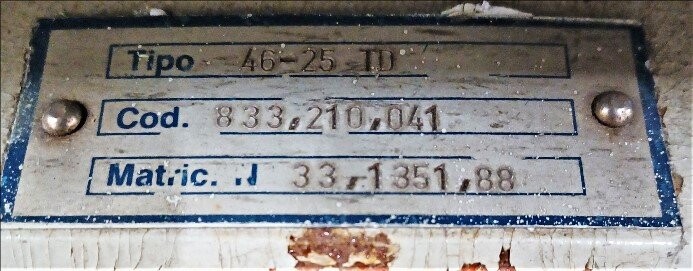 Tipo 46-25 TD
Cod. 833,210,041
Matric. N 33,1351,88